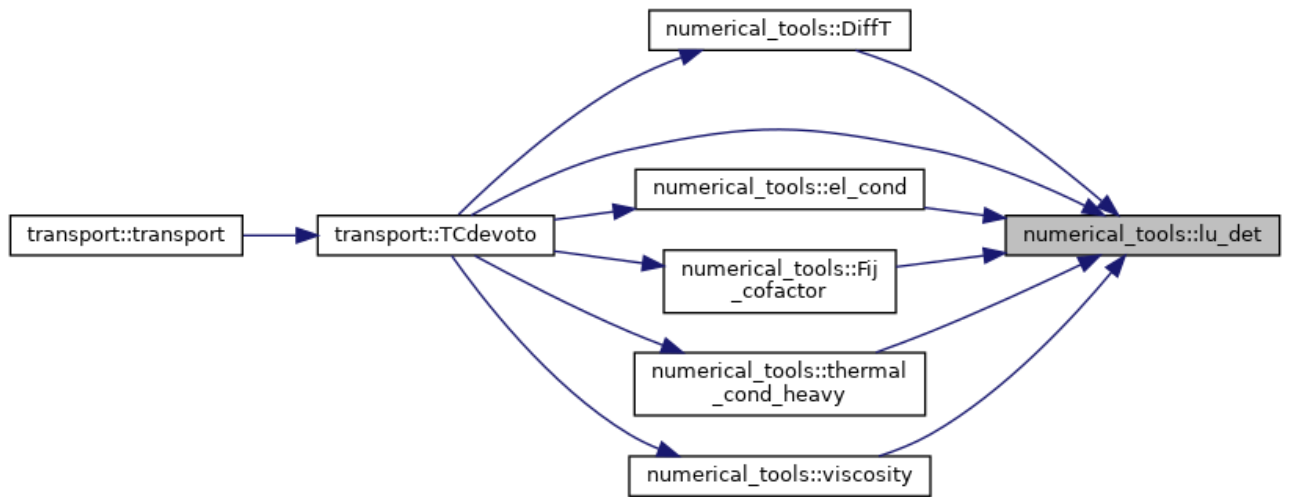 numerical_tools::DiffT
numerical_tools::el_cond
transport::transport
transport::TCdevoto
numerical_tools::lu_det
numerical_tools::Fij
_cofactor
numerical_tools::thermal
_cond_heavy
numerical_tools::viscosity